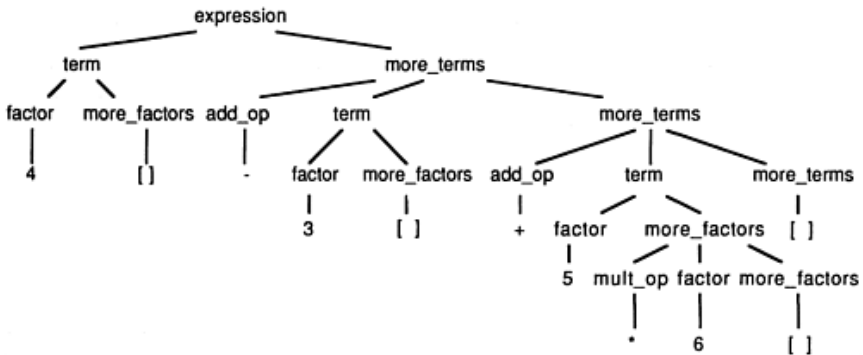 expression
term more_terms
factor more_factors add_op term more_terms
4 [ ] - factor more_factors add_op term more_terms
3 [ ] + factor more_factors [ ]
5 mult_op factor more_factors
* 6 [ ]